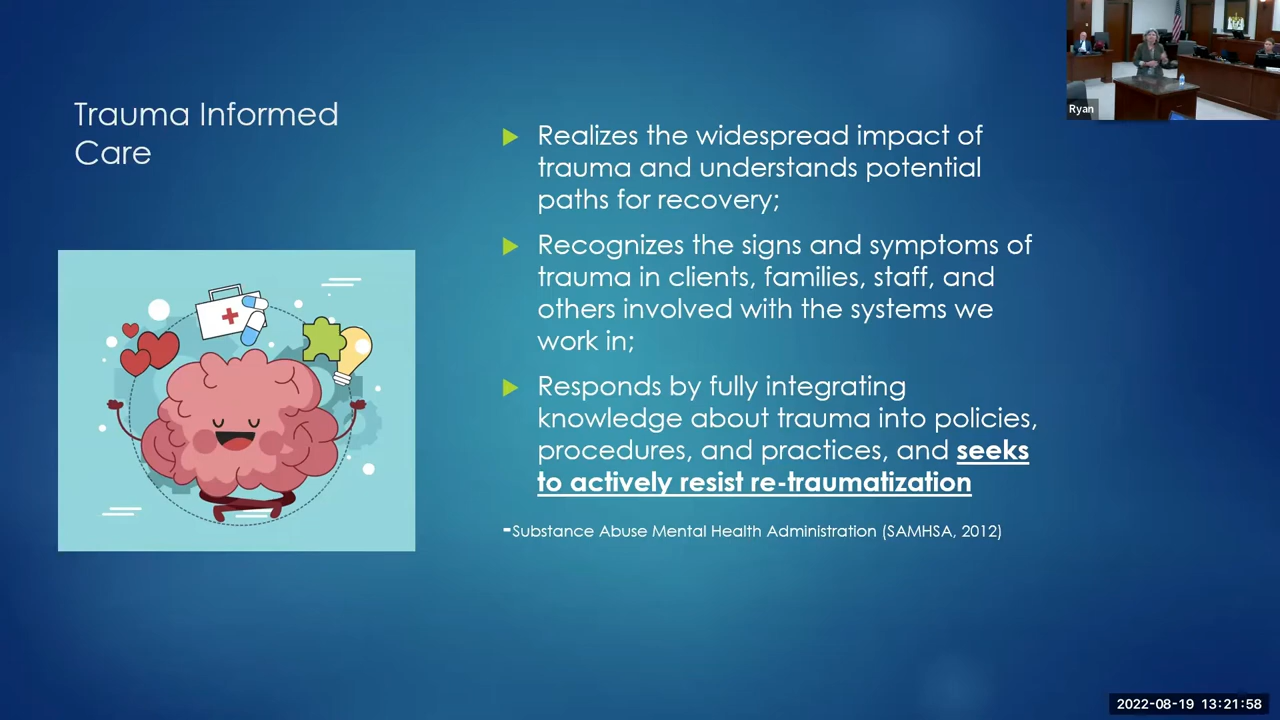 Trauma Informed
Care
Realizes the widespread impact of
trauma and understands potential
paths for recovery;
Recognizes the signs and symptoms of
trauma in clients, families, staff, and
others involved with the systems we
work in;
Responds by fully integrating
knowledge about trauma into policies,
procedures, and practices, and seeks
to actively resist re-traumatization
-Substance Abuse Mental Health Administration (SAMHSA, 2012)
Ryan
2022-08-19 13:21:58